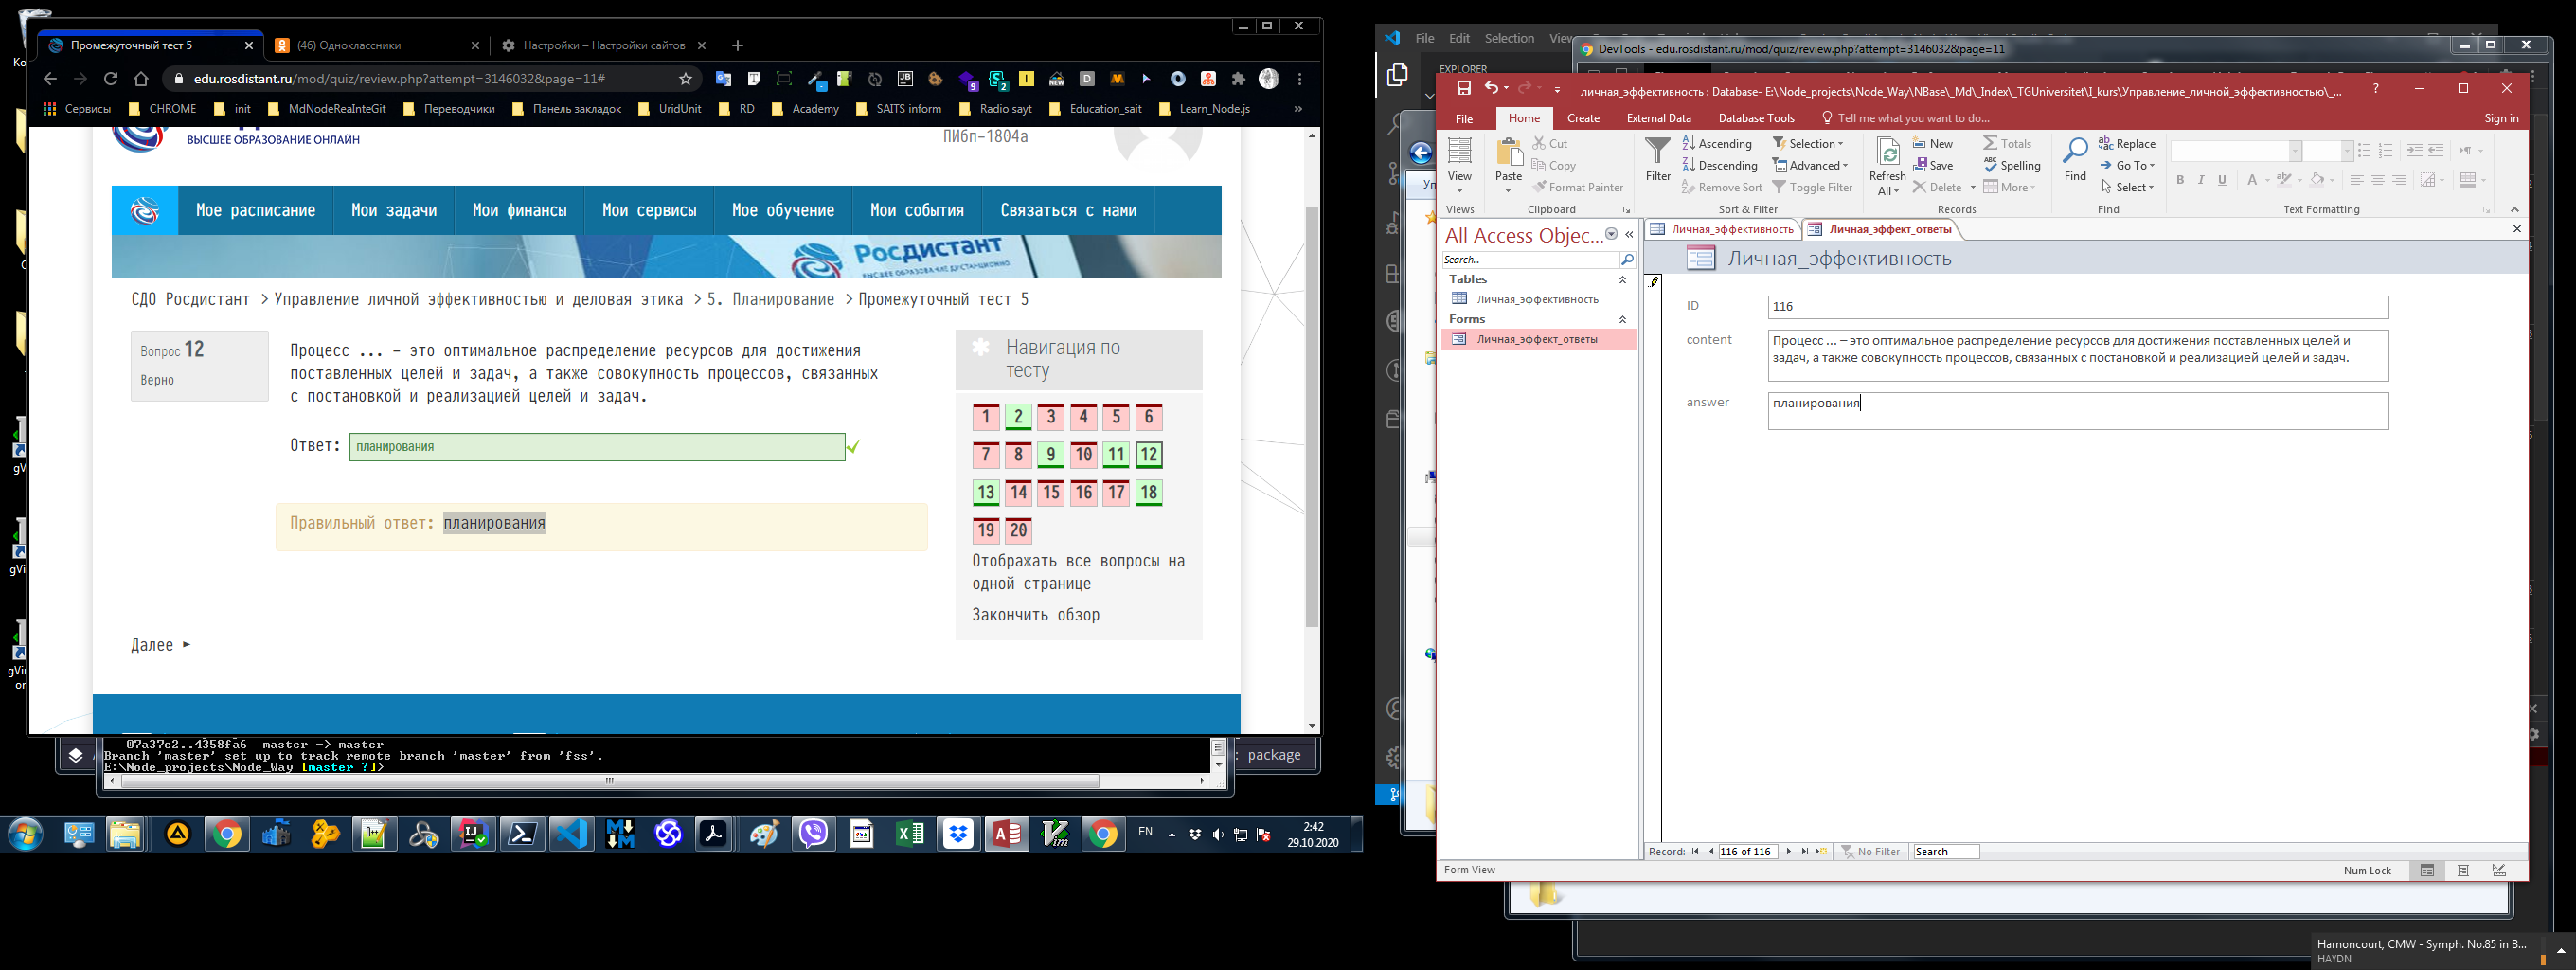 Промежуточный тест 5
(46) Одноклассники
Настройки – Настройки сайтов
edu.rosdistant.ru/mod/quiz/review.php?attempt=3146032&page=11#
Сервисы
CHROME
init
MdNodeReaInteGit
Переводчики
Панель закладок
UridUnit
RD
Academy
SAITS inform
Radio sayt
Education_sait
Learn_Node.js
»
ВЫСШЕЕ ОБРАЗОВАНИЕ ОНЛАЙН
ПИбп-1804а
Мое расписание
Мои задачи
Мои финансы
Мои сервисы
Мое обучение
Мои события
Связаться с нами
Росдистант
ВЫСШЕЕ ОБРАЗОВАНИЕ ДИСТАНЦИОННО
СДО Росдистант > Управление личной эффективностью и деловая этика > 5. Планирование > Промежуточный тест 5
Вопрос 12
Верно
Процесс ... – это оптимальное распределение ресурсов для достижения
поставленных целей и задач, а также совокупность процессов, связанных
с постановкой и реализацией целей и задач.
Ответ: планирования
Правильный ответ: планирования
Навигация по
тесту
1 2 3 4 5 6
7 8 9 10 11 12
13 14 15 16 17 18
19 20
Отображать все вопросы на
одной странице
Закончить обзор
Далее ►
07a37e2..4358fa6 master -> master
Branch 'master' set up to track remote branch 'master' from 'fss'.
E:\Node_projects\Node_Way [master ?]>
: package
EN
2:42
29.10.2020
File Edit Selection View
EXPLORER
DevTools - edu.rosdistant.ru/mod/quiz/review.php?attempt=3146032&page=11
личная_эффективность : Database- E:\Node_projects\Node_Way\NBase\_Md\_Index\_TGUniversitet\I_kurs\Управление_личной_эффективностью\_...
File
Home
Create
External Data
Database Tools
Tell me what you want to do...
Sign in
View
Views
Paste
Cut
Copy
Format Painter
Clipboard
Filter
Ascending
Descending
Remove Sort
Selection
Advanced
Toggle Filter
Sort & Filter
Refresh
All
New
Save
Delete
Totals
Spelling
More
Records
Find
Replace
Go To
Select
Find
B I U A
Text Formatting
All Access Objec...
Search...
Tables
Личная_эффективность
Forms
Личная_эффект_ответы
Личная_эффективность
Личная_эффект_ответы
Личная_эффективность
ID
116
content
Процесс ... – это оптимальное распределение ресурсов для достижения поставленных целей и
задач, а также совокупность процессов, связанных с постановкой и реализацией целей и задач.
answer
планирования
Record:
116 of 116
No Filter
Search
Form View
Num Lock
Harnoncourt, CMW - Symph. No.85 in B...
HAYDN